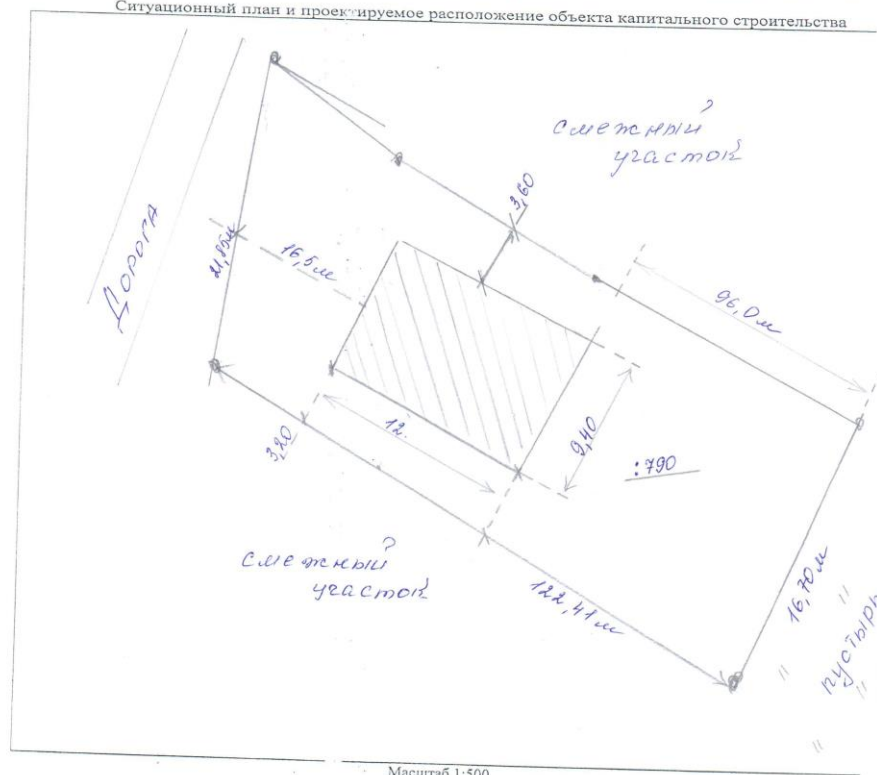 Ситуационный план и проектируемое расположение объекта капитального строительства
смежный
участок
Дорога
21,85м
16,5м
3,60
96,0м
12.
9,40
3,20
:790
смежный
участок
122,41м
16,70м
" пустырь "
Масштаб 1:500